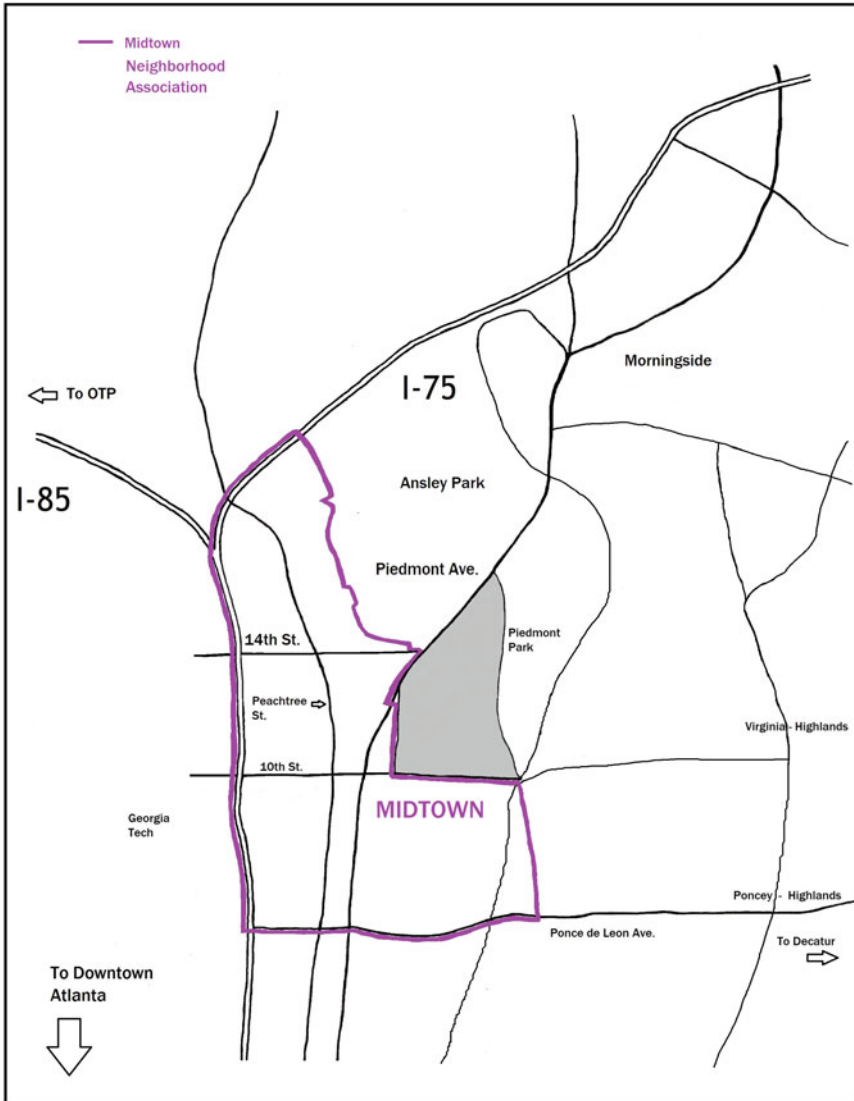 Midtown
Neighborhood
Association
Morningside
To OTP
I-75
I-85
Ansley Park
Piedmont Ave.
14th St.
Piedmont
Park
Peachtree
St.
Virginia - Highlands
10th St.
MIDTOWN
Georgia
Tech
Poncey - Highlands
Ponce de Leon Ave.
To Decatur
To Downtown
Atlanta